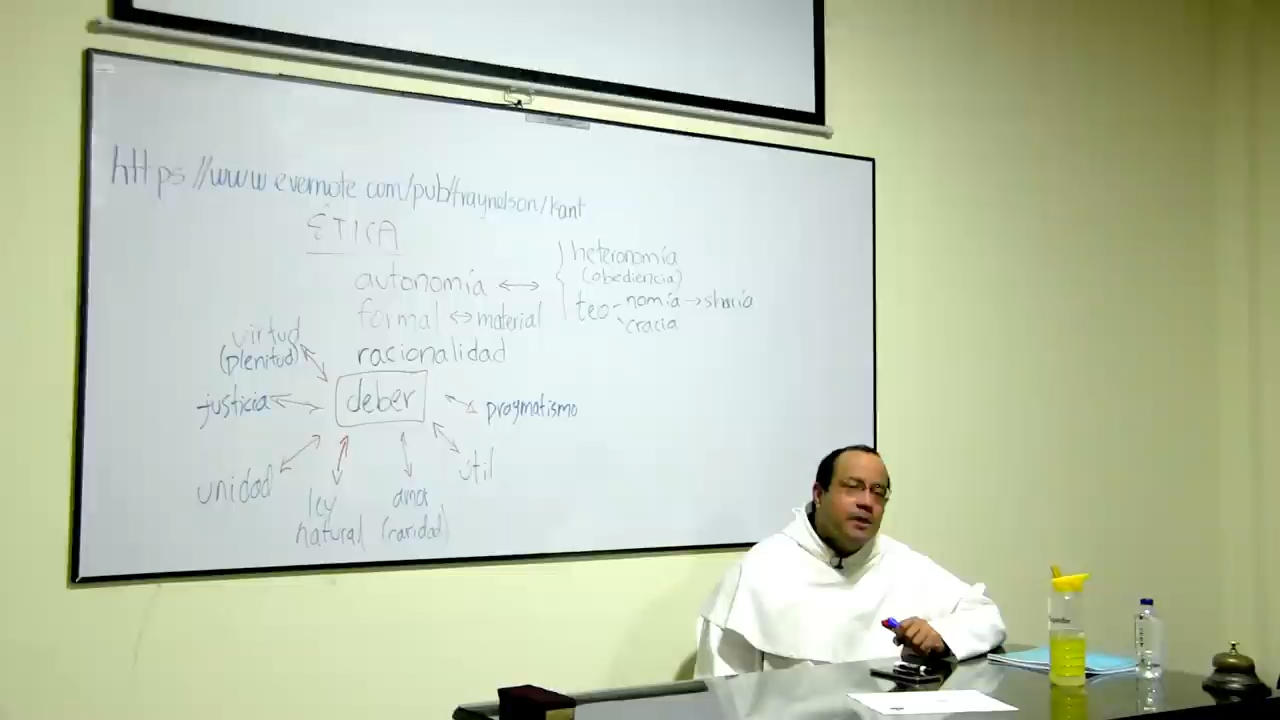 https://www.evernote.com/pub/fraynelson/kant
ÉTICA
autonomía ↔ { heteronomía
(obediencia)
teo-nomía → sharía
cracia
formal ↔ material
racionalidad
virtud
(plenitud)
deber
justicia
pragmatismo
unidad
útil
ley
natural
amor
(caridad)